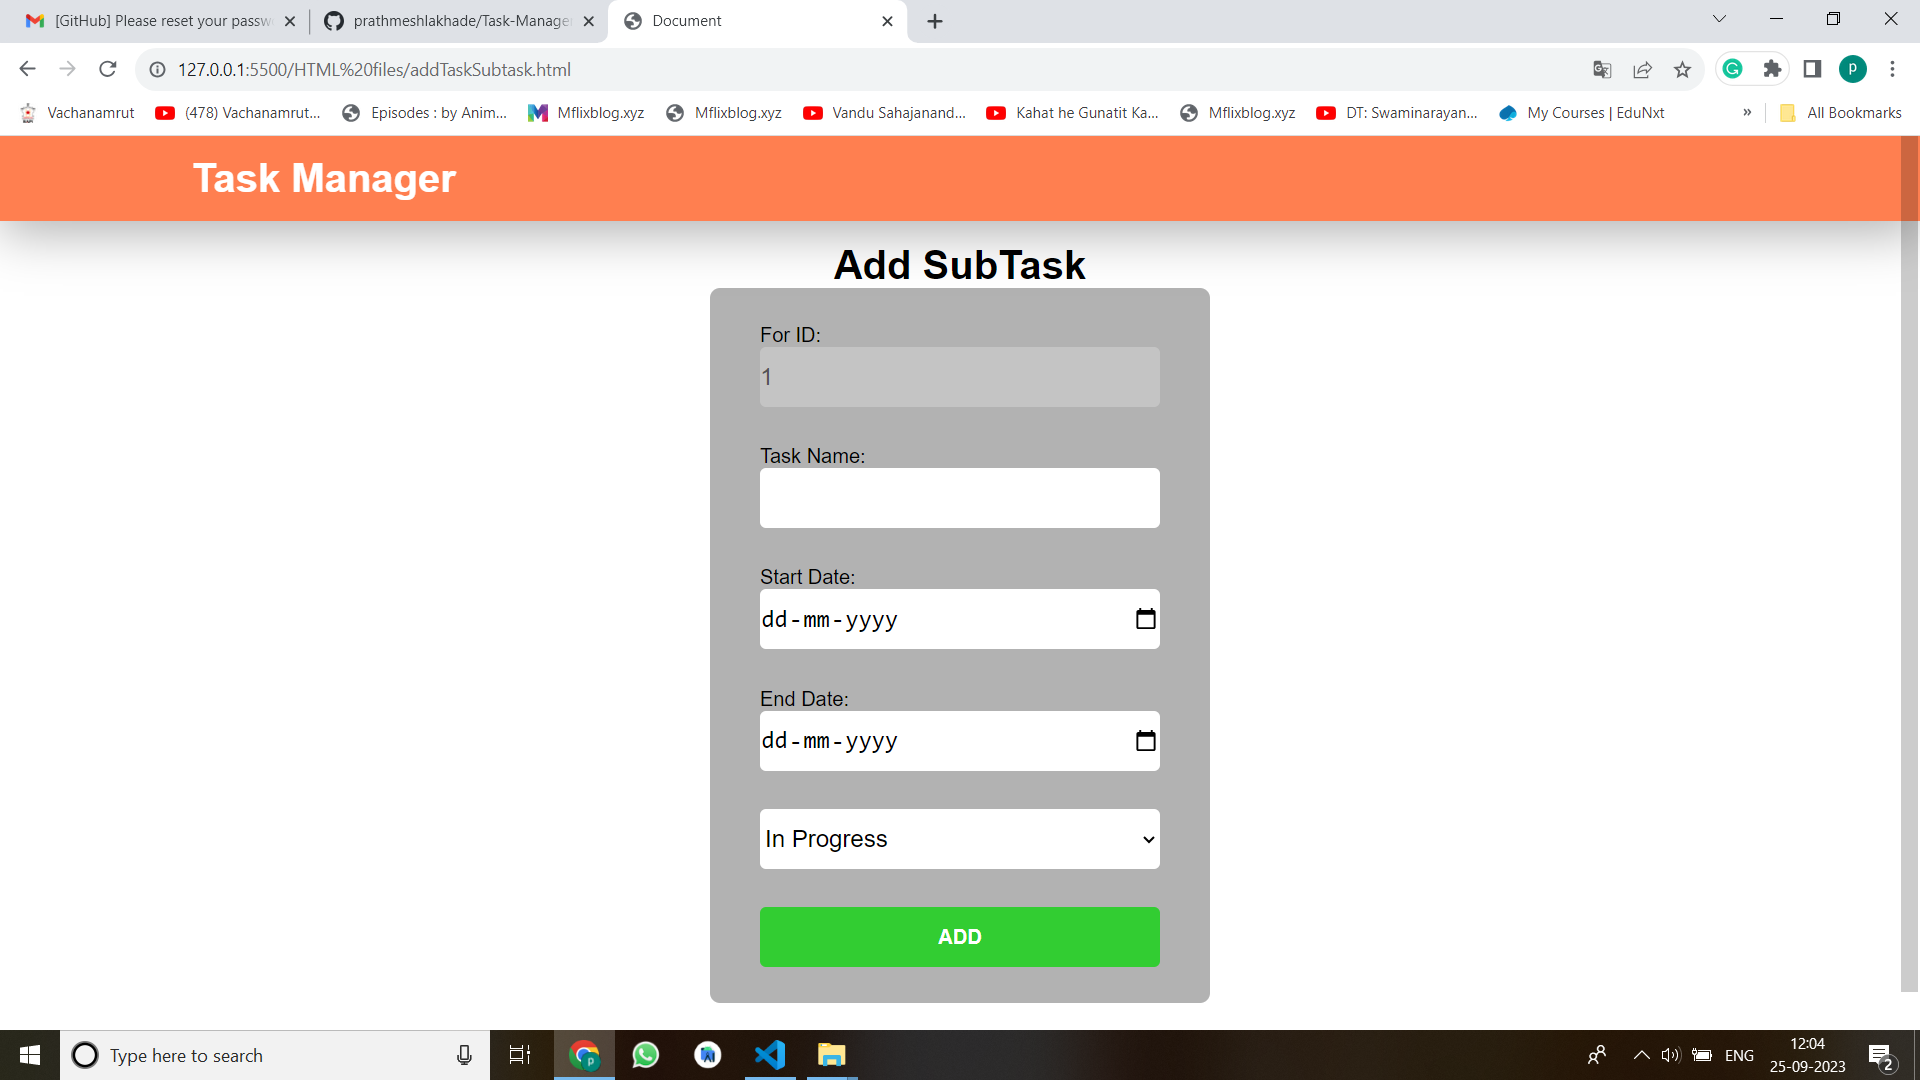 [GitHub] Please reset your passw
prathmeshlakhade/Task-Manage
Document
127.0.0.1:5500/HTML%20files/addTaskSubtask.html
P
Vachanamrut
(478) Vachanamrut...
Episodes : by Anim...
Mflixblog.xyz
Mflixblog.xyz
Vandu Sahajanand...
Kahat he Gunatit Ka...
Mflixblog.xyz
DT: Swaminarayan...
My Courses | EduNxt
»
All Bookmarks
Task Manager
Add SubTask
For ID:
1
Task Name:
Start Date:
dd-mm-yyyy
End Date:
dd-mm-yyyy
In Progress
ADD
Type here to search
ENG
12:04
25-09-2023
2